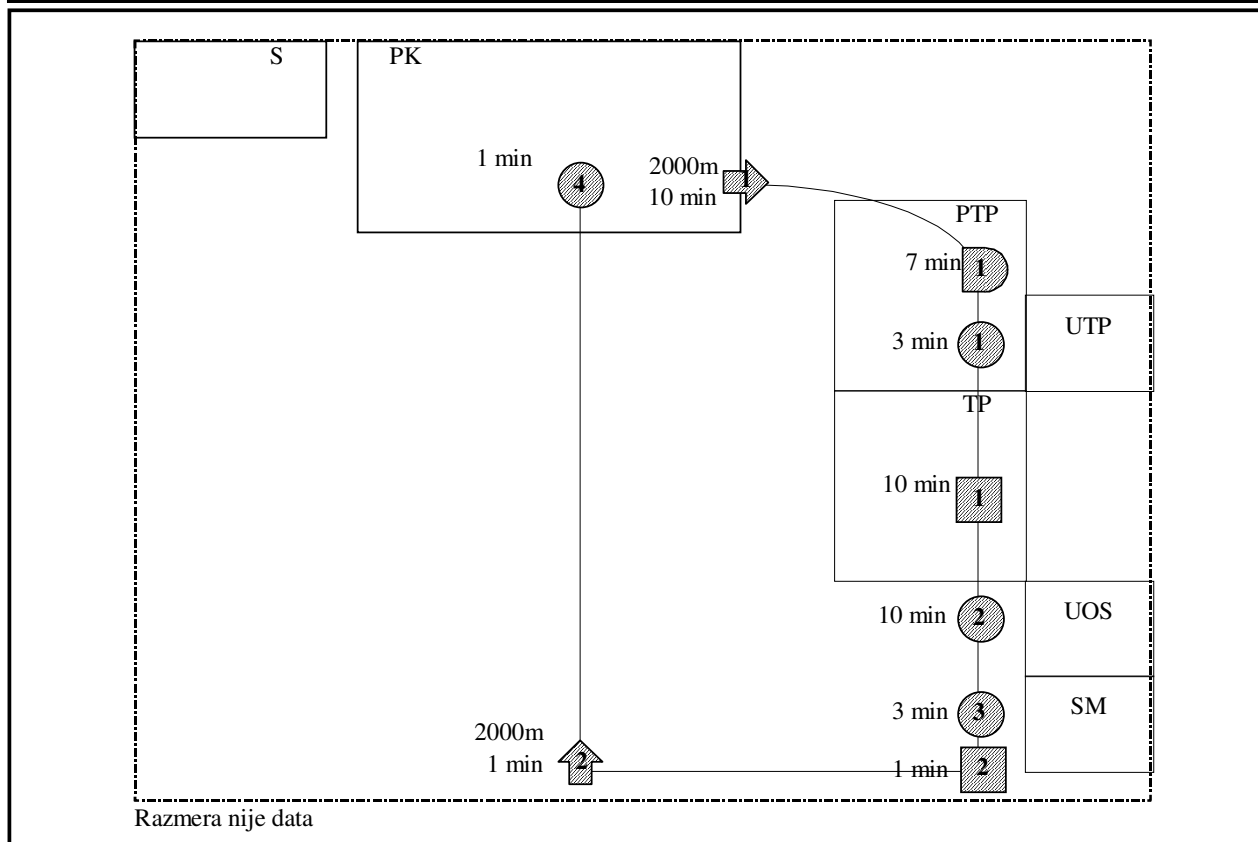 S
PK
1 min
4
2000m
10 min
1
PTP
7 min
1
3 min
1
UTP
TP
10 min
1
10 min
2
UOS
3 min
3
SM
2000m
1 min
2
1 min
2
Razmera nije data